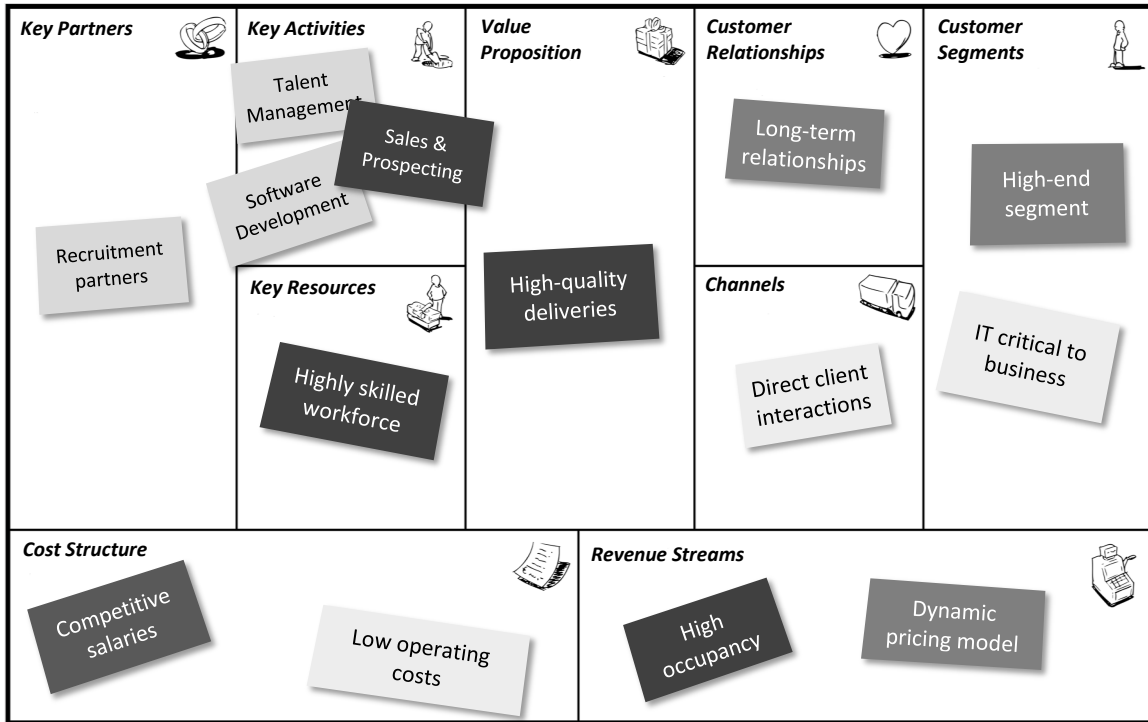 Key Partners
Recruitment
partners
Key Activities
Talent
Management
Sales &
Prospecting
Software
Development
Key Resources
Highly skilled
workforce
Value
Proposition
High-quality
deliveries
Customer
Relationships
Long-term
relationships
Channels
Direct client
interactions
Customer
Segments
High-end
segment
IT critical to
business
Cost Structure
Competitive
salaries
Low operating
costs
Revenue Streams
High
occupancy
Dynamic
pricing model